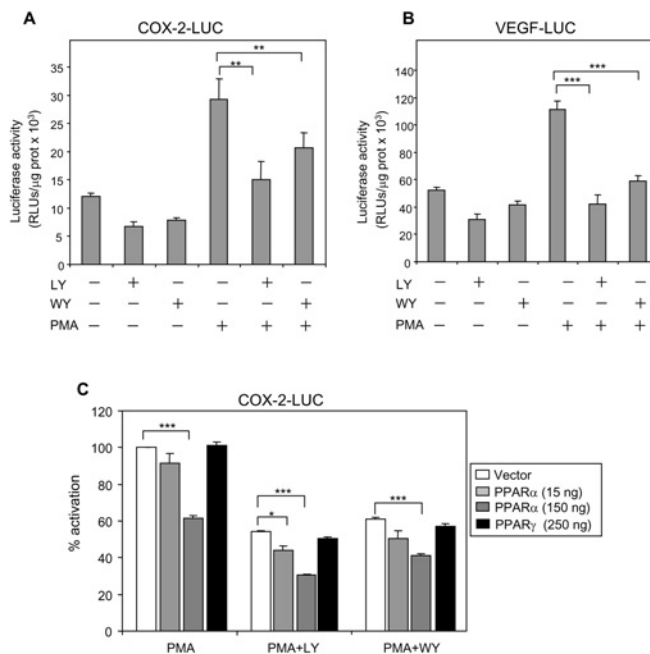 A
COX-2-LUC
Luciferase activity
(RLUs/μg prot x 10³)
35
30
25
20
15
10
5
0
**
**
LY − + − − + −
WY − − + − − +
PMA − − − + + +
B
VEGF-LUC
Luciferase activity
(RLUs/μg prot x 10³)
140
120
100
80
60
40
20
0
***
***
LY − + − − + −
WY − − + − − +
PMA − − − + + +
C
COX-2-LUC
% activation
120
100
80
60
40
20
0
***
***
*
***
PMA PMA+LY PMA+WY
Vector
PPARα (15 ng)
PPARα (150 ng)
PPARγ (250 ng)